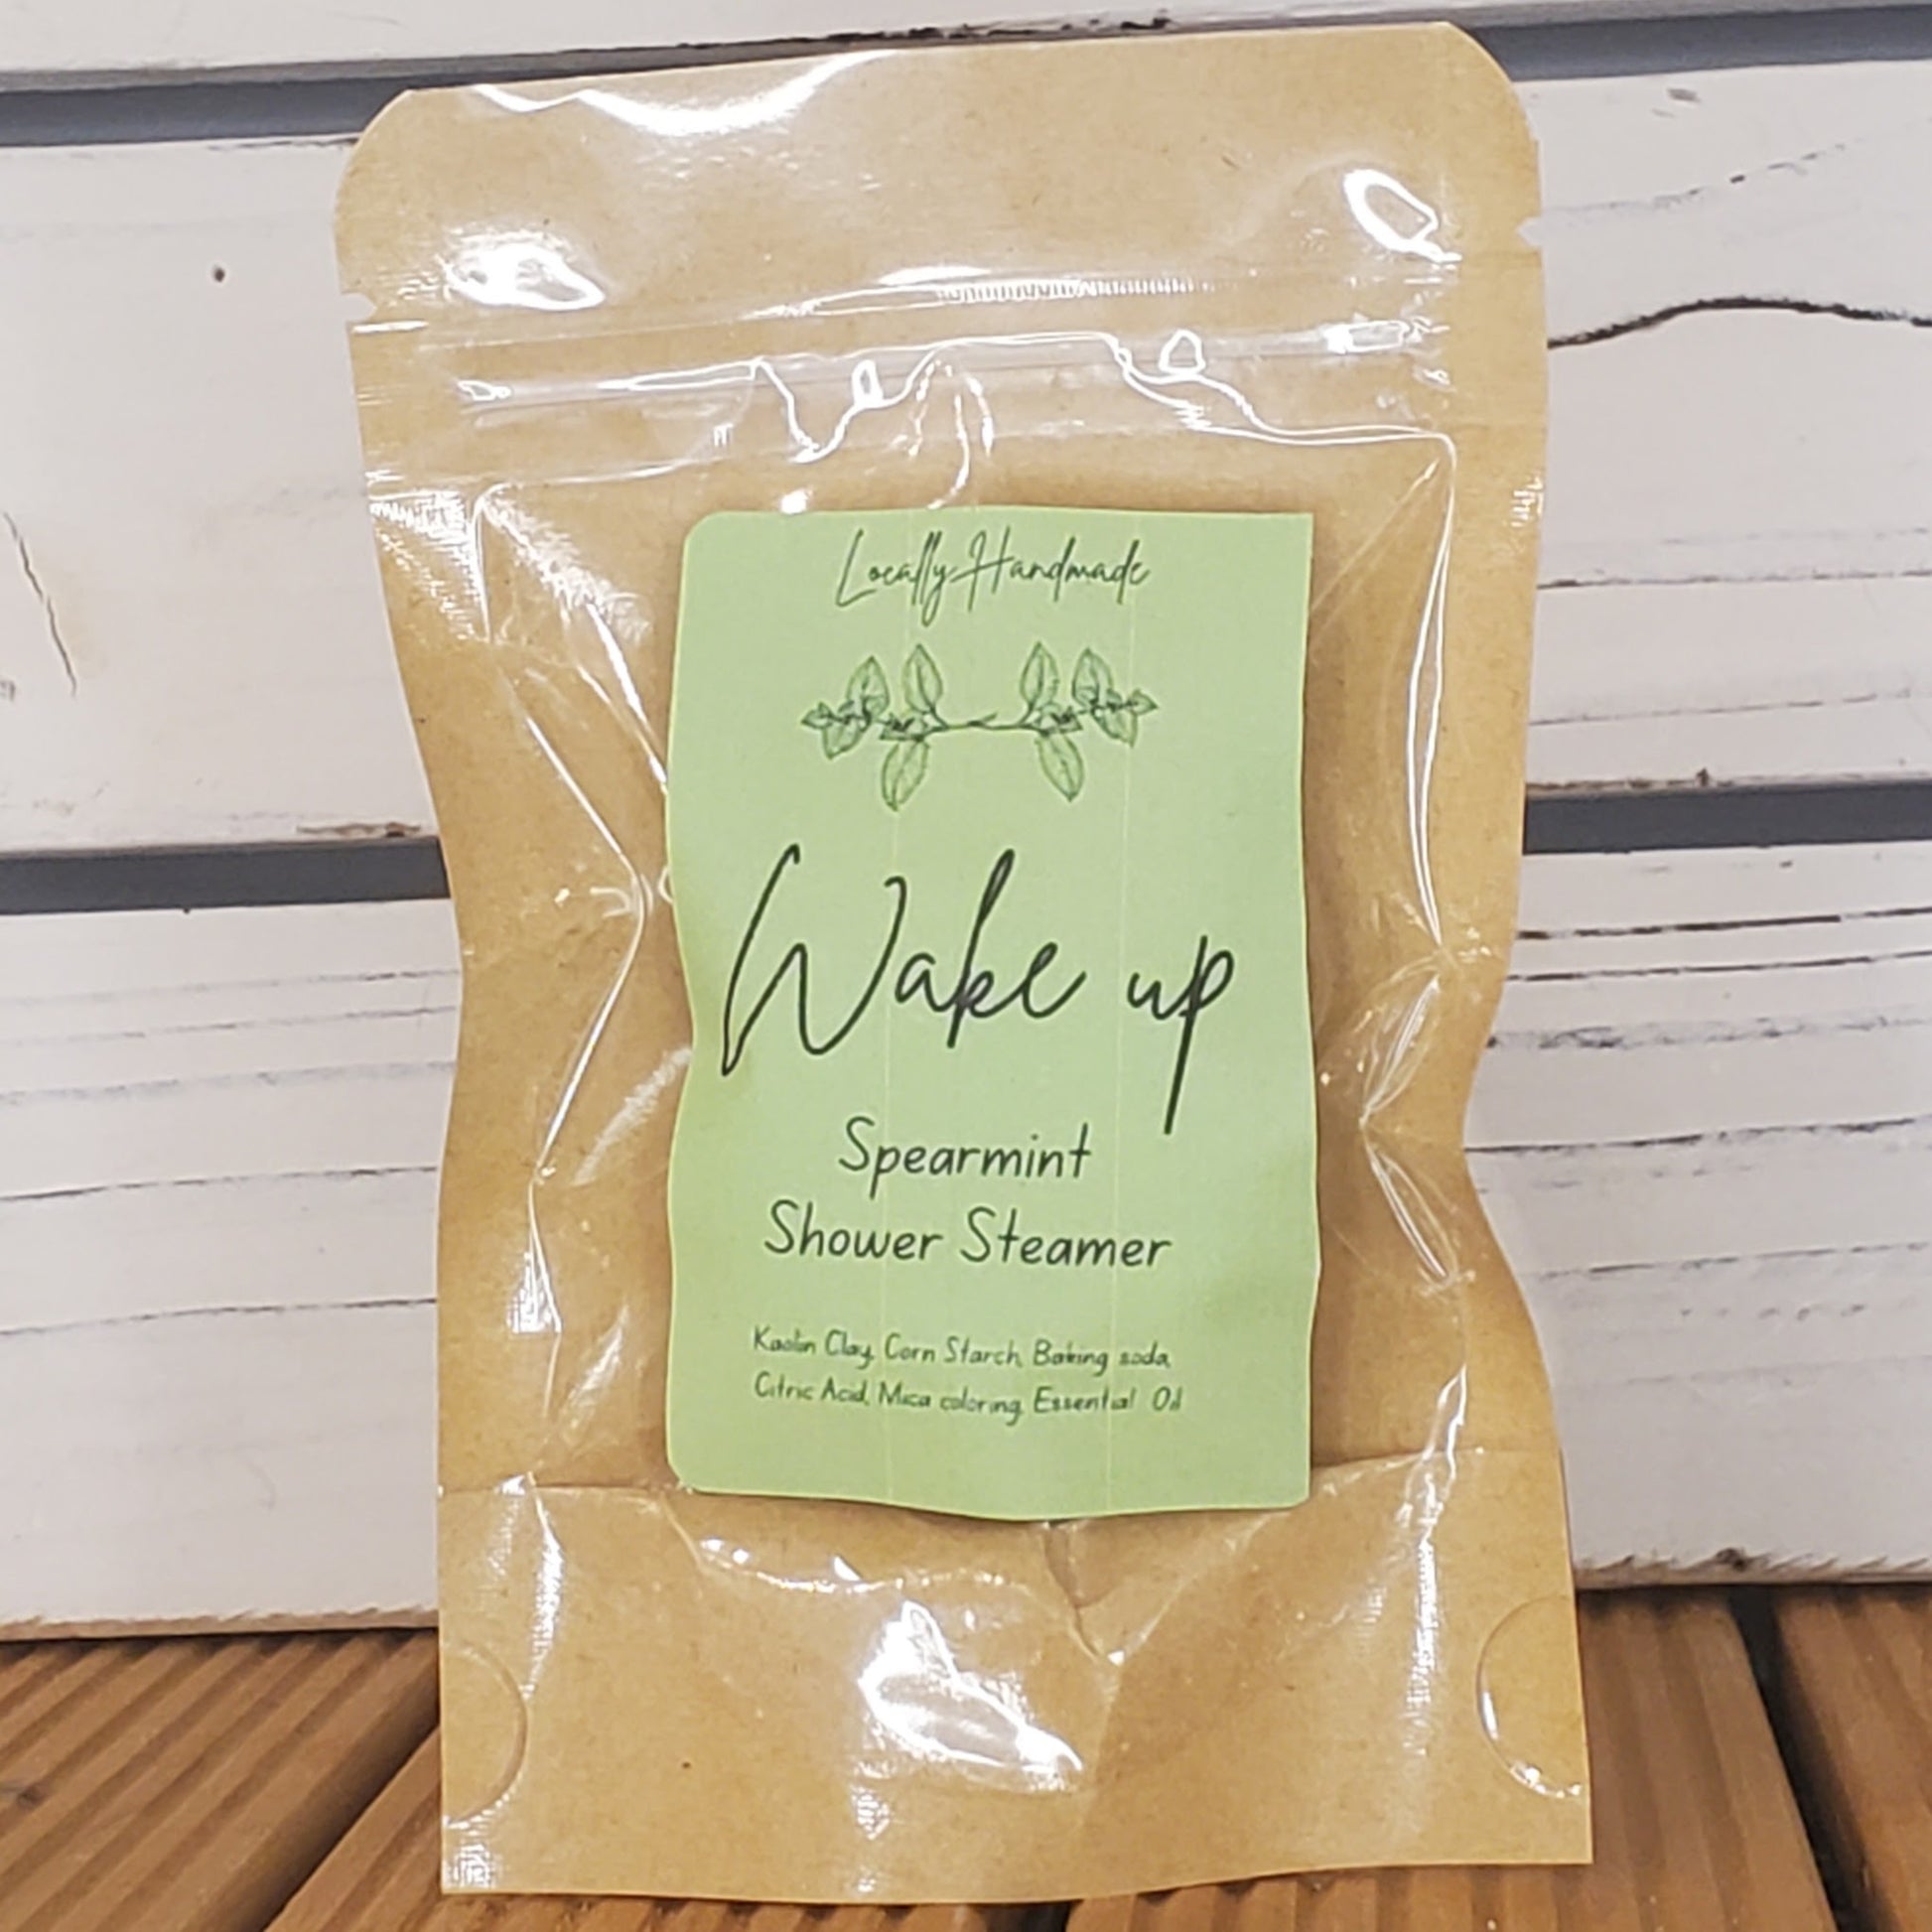 Locally Handmade
Wake up
Spearmint
Shower Steamer
Kaolin Clay, Corn Starch, Baking soda,
Citric Acid, Mica coloring, Essential Oil